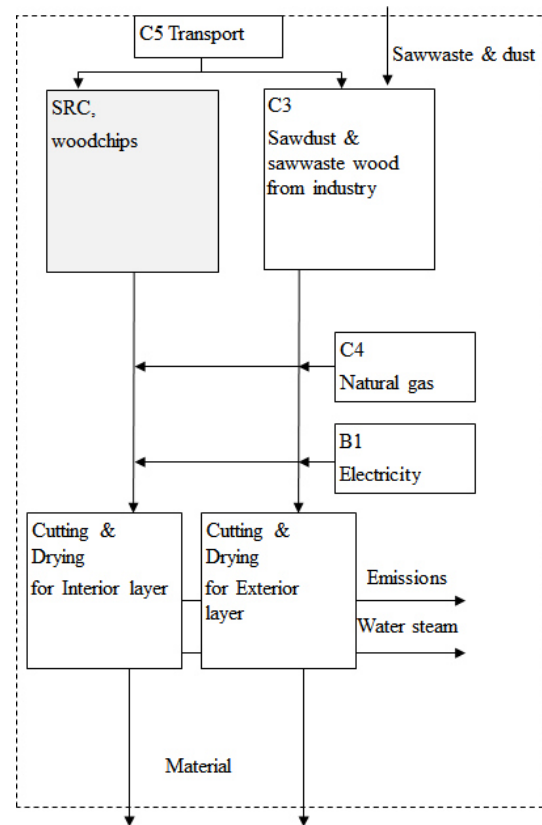 C5 Transport
Sawwaste & dust
SRC,
woodchips
C3
Sawdust &
sawwaste wood
from industry
C4
Natural gas
B1
Electricity
Cutting &
Drying
for Interior layer
Cutting &
Drying
for Exterior
layer
Emissions
Water steam
Material